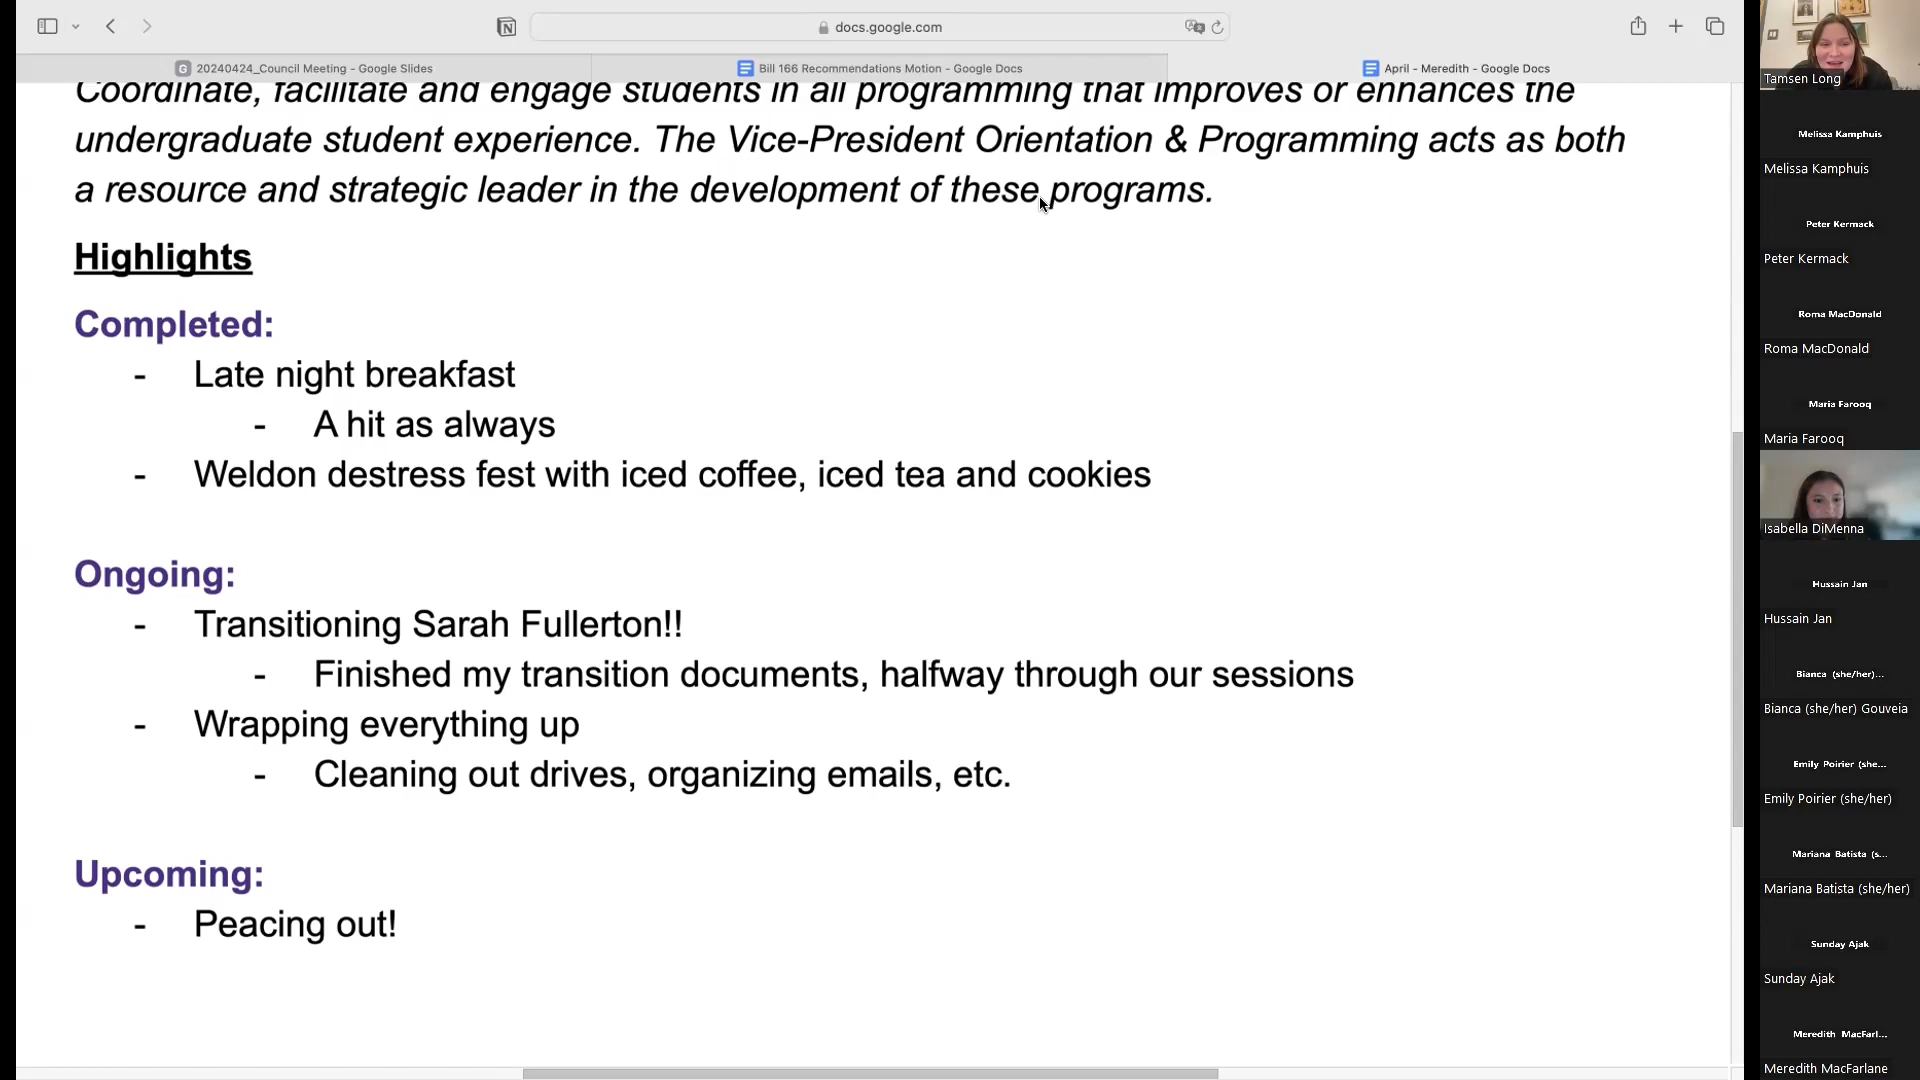 docs.google.com
20240424_Council Meeting - Google Slides
Bill 166 Recommendations Motion - Google Docs
April - Meredith - Google Docs
Coordinate, facilitate and engage students in all programming that improves or enhances the
undergraduate student experience. The Vice-President Orientation & Programming acts as both
a resource and strategic leader in the development of these programs.
Highlights
Completed:
- Late night breakfast
- A hit as always
- Weldon destress fest with iced coffee, iced tea and cookies
Ongoing:
- Transitioning Sarah Fullerton!!
- Finished my transition documents, halfway through our sessions
- Wrapping everything up
- Cleaning out drives, organizing emails, etc.
Upcoming:
- Peacing out!
Tamsen Long
Melissa Kamphuis
Melissa Kamphuis
Peter Kermack
Peter Kermack
Roma MacDonald
Roma MacDonald
Maria Farooq
Maria Farooq
Isabella DiMenna
Hussain Jan
Hussain Jan
Bianca (she/her)...
Bianca (she/her) Gouveia
Emily Poirier (she...
Emily Poirier (she/her)
Mariana Batista (s...
Mariana Batista (she/her)
Sunday Ajak
Sunday Ajak
Meredith MacFarl...
Meredith MacFarlane